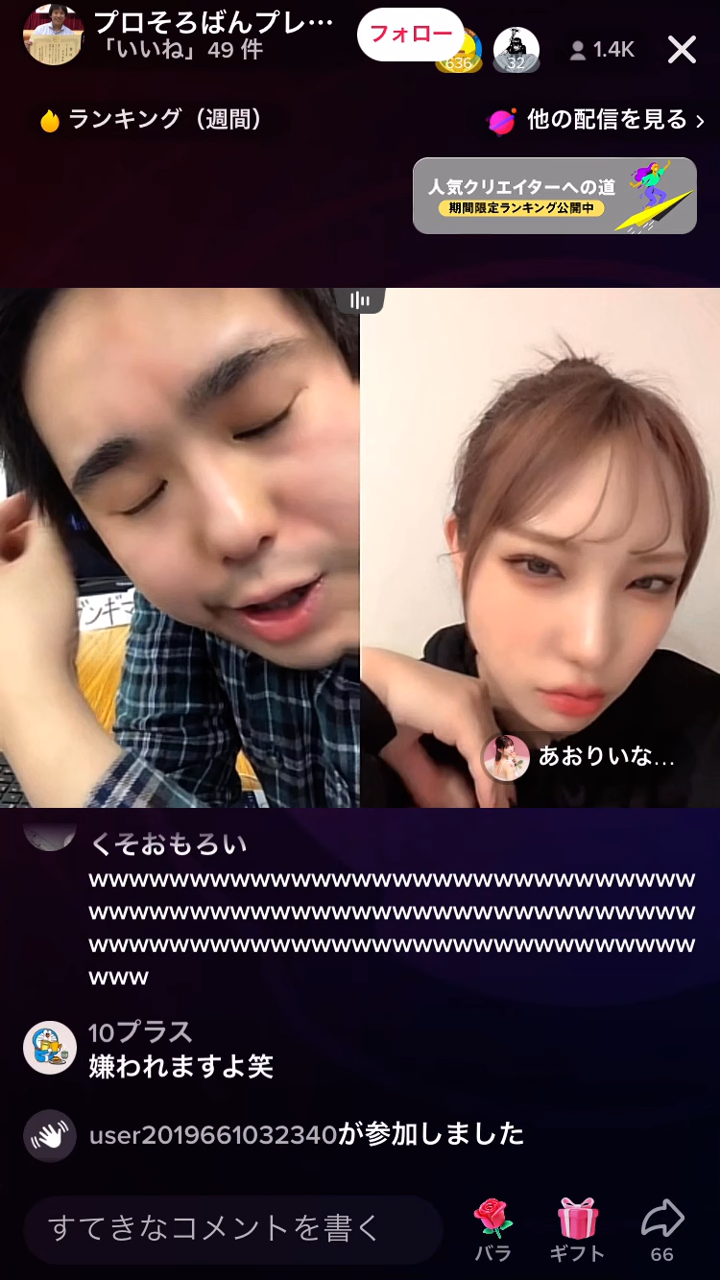 プロそろばんプレ…
「いいね」49 件
フォロー
636
32
1.4K
ランキング（週間）
他の配信を見る
人気クリエイターへの道
期間限定ランキング公開中
あおりいな…
くそおもろい
wwwwwwwwwwwwwwwwwwwwwwwwwwwwww
wwwwwwwwwwwwwwwwwwwwwwwwwwwwww
wwwwwwwwwwwwwwwwwwwwwwwwwwwwww
www
10プラス
嫌われますよ笑
user2019661032340が参加しました
すてきなコメントを書く
バラ
ギフト
66